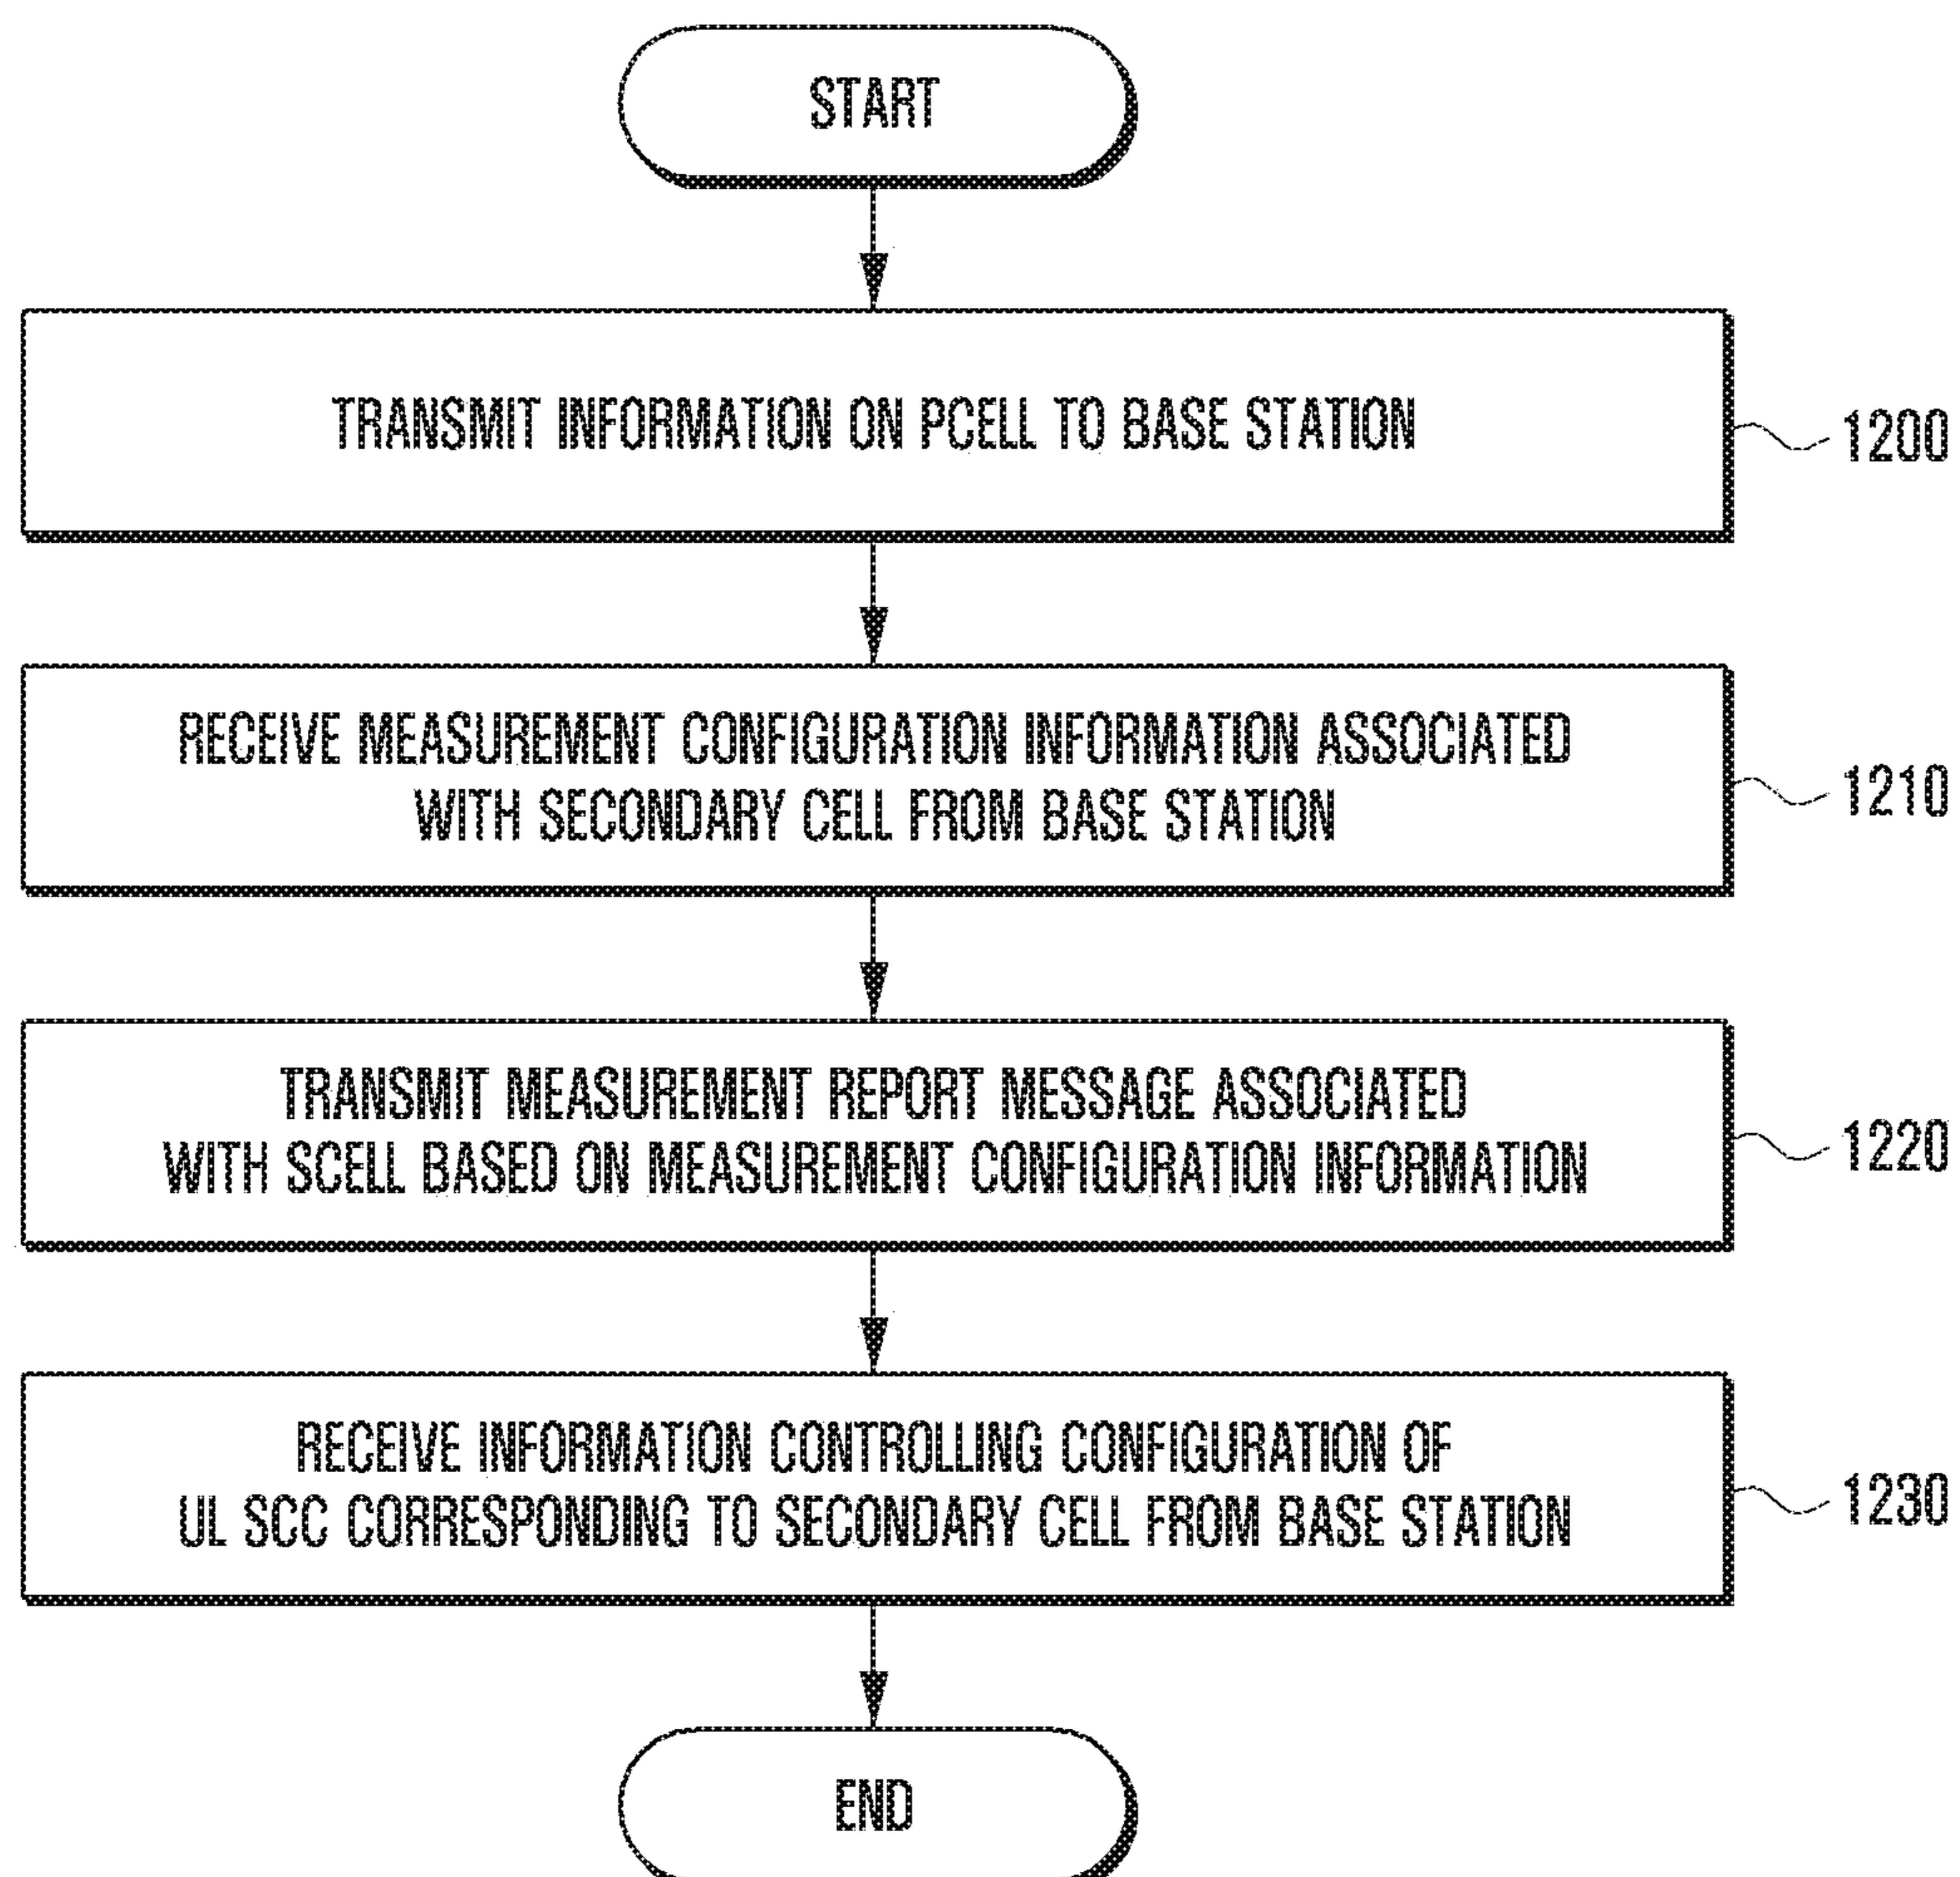 START
TRANSMIT INFORMATION ON PCELL TO BASE STATION
1200
RECEIVE MEASUREMENT CONFIGURATION INFORMATION ASSOCIATED
WITH SECONDARY CELL FROM BASE STATION
1210
TRANSMIT MEASUREMENT REPORT MESSAGE ASSOCIATED
WITH SCELL BASED ON MEASUREMENT CONFIGURATION INFORMATION
1220
RECEIVE INFORMATION CONTROLLING CONFIGURATION OF
UL SCC CORRESPONDING TO SECONDARY CELL FROM BASE STATION
1230
END